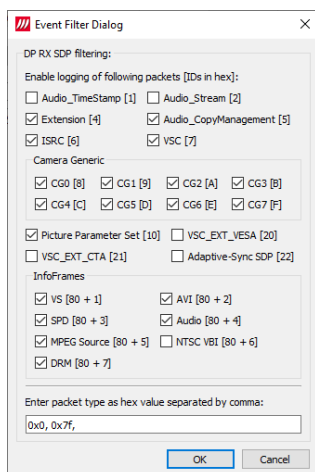 Event Filter Dialog
DP RX SDP filtering:
Enable logging of following packets [IDs in hex]:
Audio_TimeStamp [1] Audio_Stream [2]
Extension [4] Audio_CopyManagement [5]
ISRC [6] VSC [7]
Camera Generic
CG0 [8] CG1 [9] CG2 [A] CG3 [B]
CG4 [C] CG5 [D] CG6 [E] CG7 [F]
Picture Parameter Set [10] VSC_EXT_VESA [20]
VSC_EXT_CTA [21] Adaptive-Sync SDP [22]
InfoFrames
VS [80 + 1] AVI [80 + 2]
SPD [80 + 3] Audio [80 + 4]
MPEG Source [80 + 5] NTSC VBI [80 + 6]
DRM [80 + 7]
Enter packet type as hex value separated by comma:
0x0, 0x7f,
OK Cancel